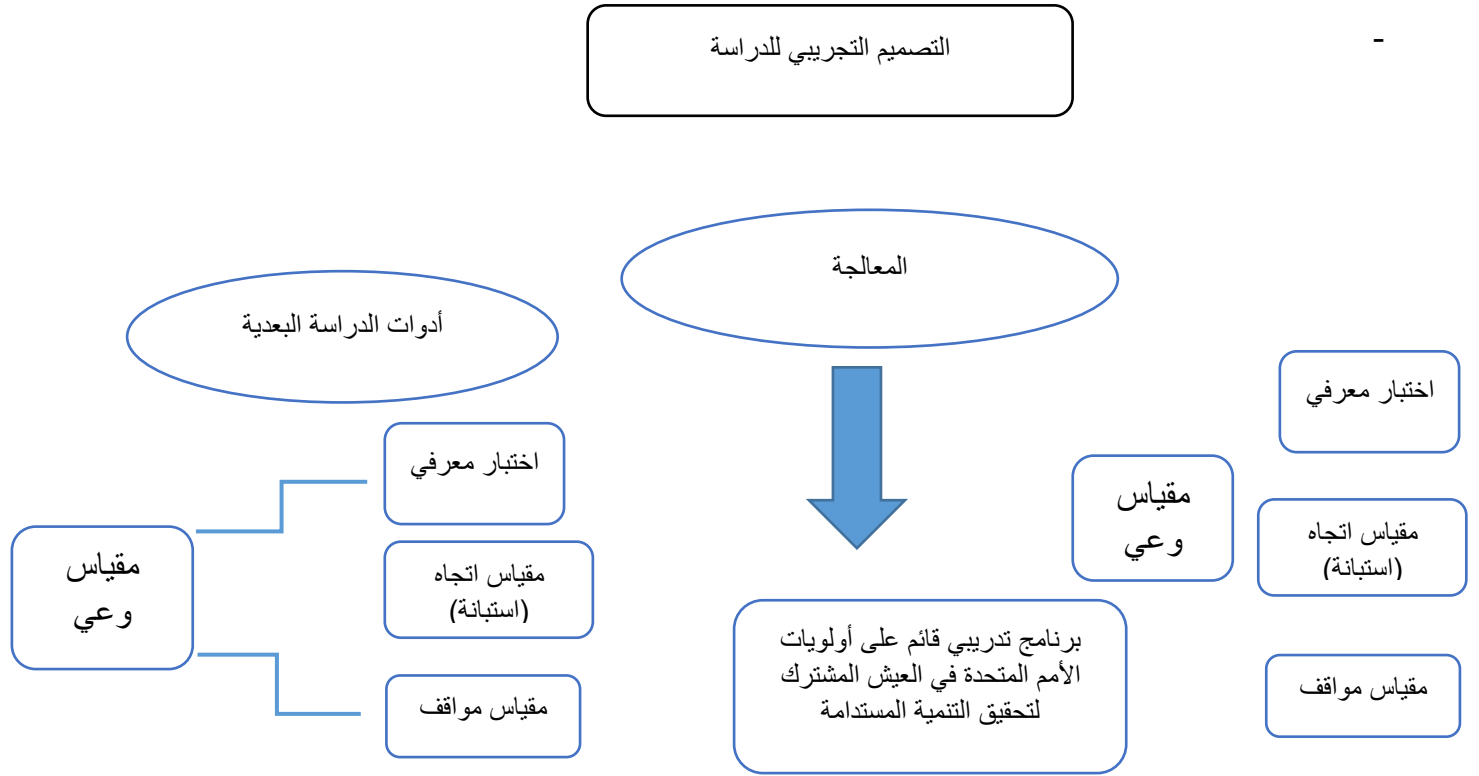 -
التصميم التجريبي للدراسة
المعالجة
أدوات الدراسة البعدية
اختبار معرفي
مقياس
وعي
مقياس اتجاه
(استبانة)
مقياس مواقف
برنامج تدريبي قائم على أولويات
الأمم المتحدة في العيش المشترك
لتحقيق التنمية المستدامة
اختبار معرفي
مقياس اتجاه
(استبانة)
مقياس مواقف
مقياس
وعي